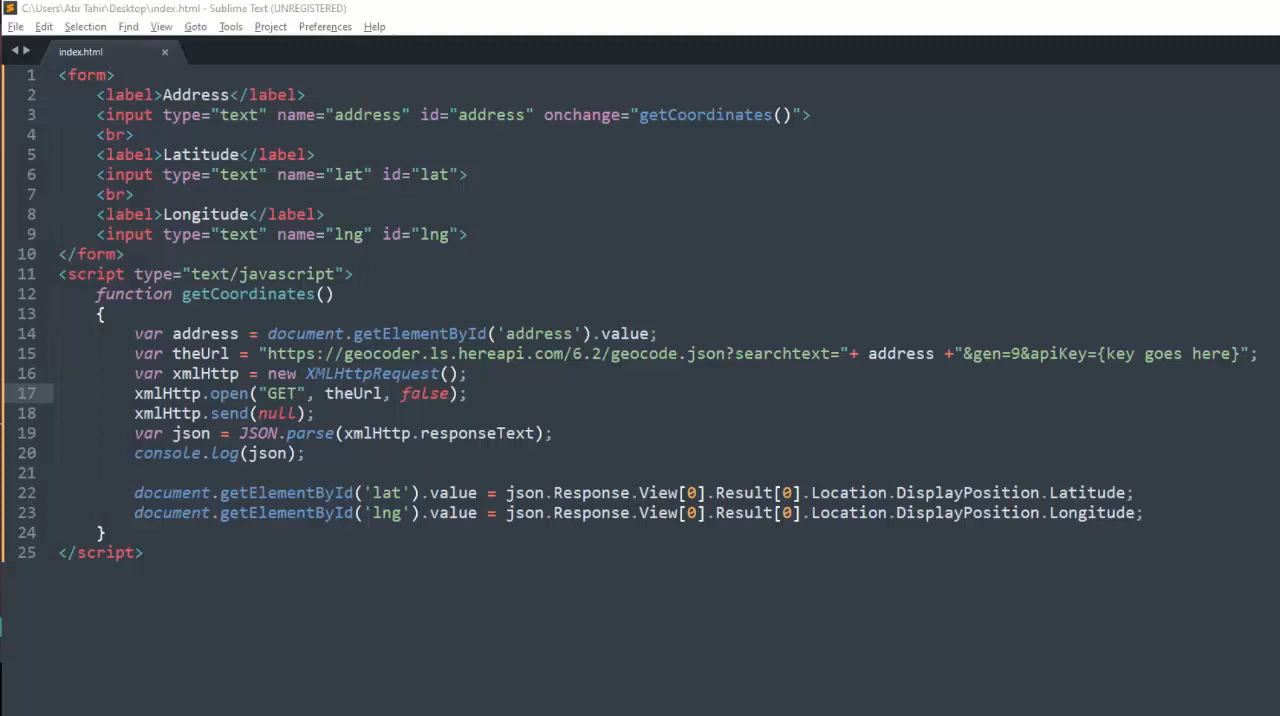 C:\Users\Atir Tahir\Desktop\index.html - Sublime Text (UNREGISTERED)
File Edit Selection Find View Goto Tools Project Preferences Help
index.html ×
1 <form>
2 <label>Address</label>
3 <input type="text" name="address" id="address" onchange="getCoordinates()">
4 <br>
5 <label>Latitude</label>
6 <input type="text" name="lat" id="lat">
7 <br>
8 <label>Longitude</label>
9 <input type="text" name="lng" id="lng">
10 </form>
11 <script type="text/javascript">
12 function getCoordinates()
13 {
14 var address = document.getElementById('address').value;
15 var theUrl = "https://geocoder.ls.hereapi.com/6.2/geocode.json?searchtext="+ address +"&gen=9&apiKey={key goes here}";
16 var xmlHttp = new XMLHttpRequest();
17 xmlHttp.open("GET", theUrl, false);
18 xmlHttp.send(null);
19 var json = JSON.parse(xmlHttp.responseText);
20 console.log(json);
21
22 document.getElementById('lat').value = json.Response.View[0].Result[0].Location.DisplayPosition.Latitude;
23 document.getElementById('lng').value = json.Response.View[0].Result[0].Location.DisplayPosition.Longitude;
24 }
25 </script>